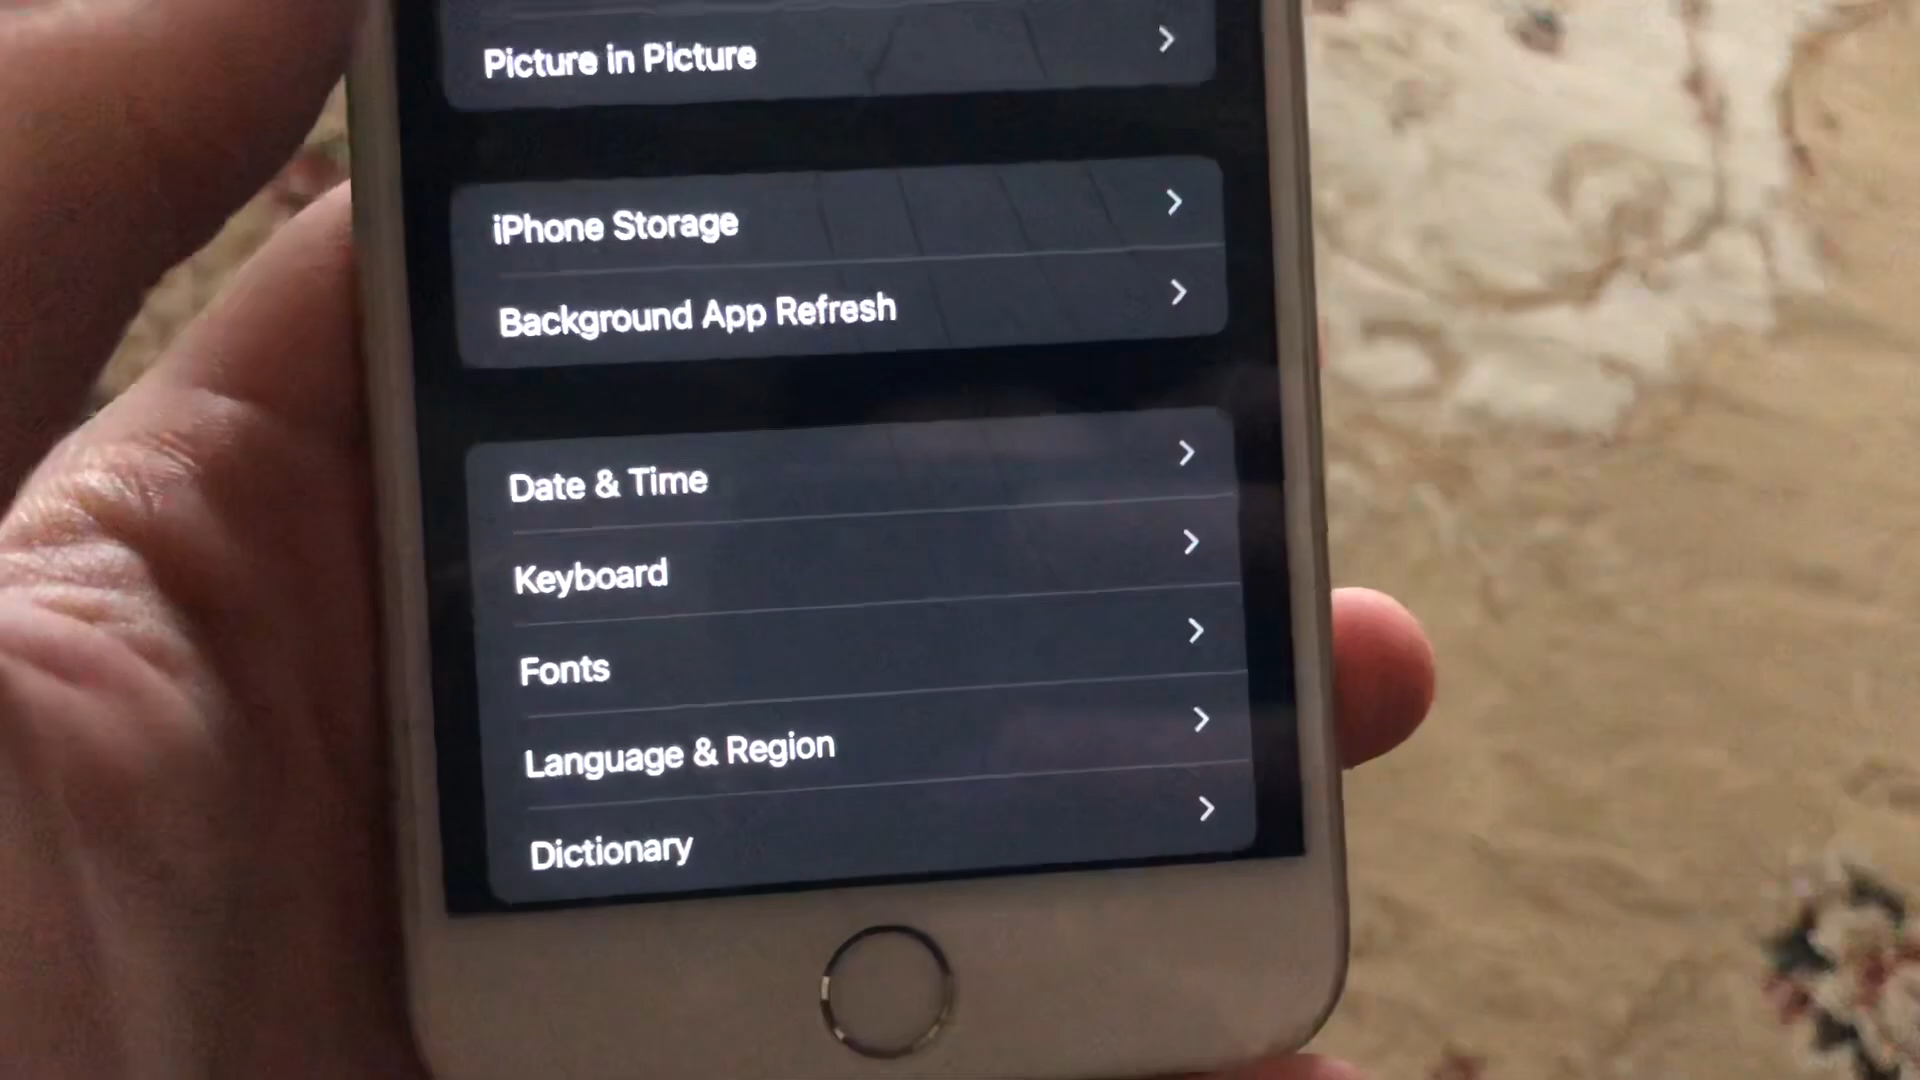 Picture in Picture
iPhone Storage
Background App Refresh
Date & Time
Keyboard
Fonts
Language & Region
Dictionary